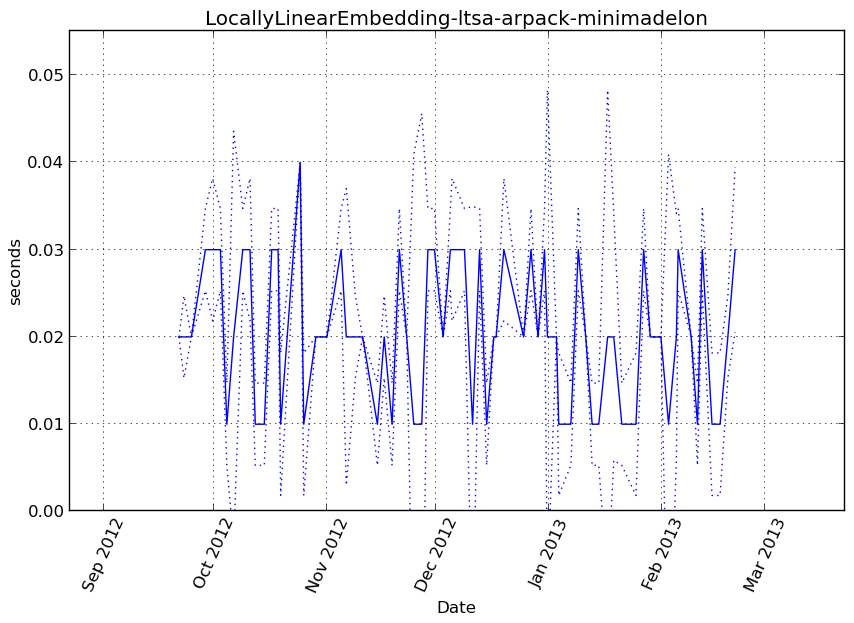 LocallyLinearEmbedding-ltsa-arpack-minimadelon
0.05
0.04
0.03
0.02
0.01
0.00
seconds
Sep 2012
Oct 2012
Nov 2012
Dec 2012
Jan 2013
Feb 2013
Mar 2013
Date